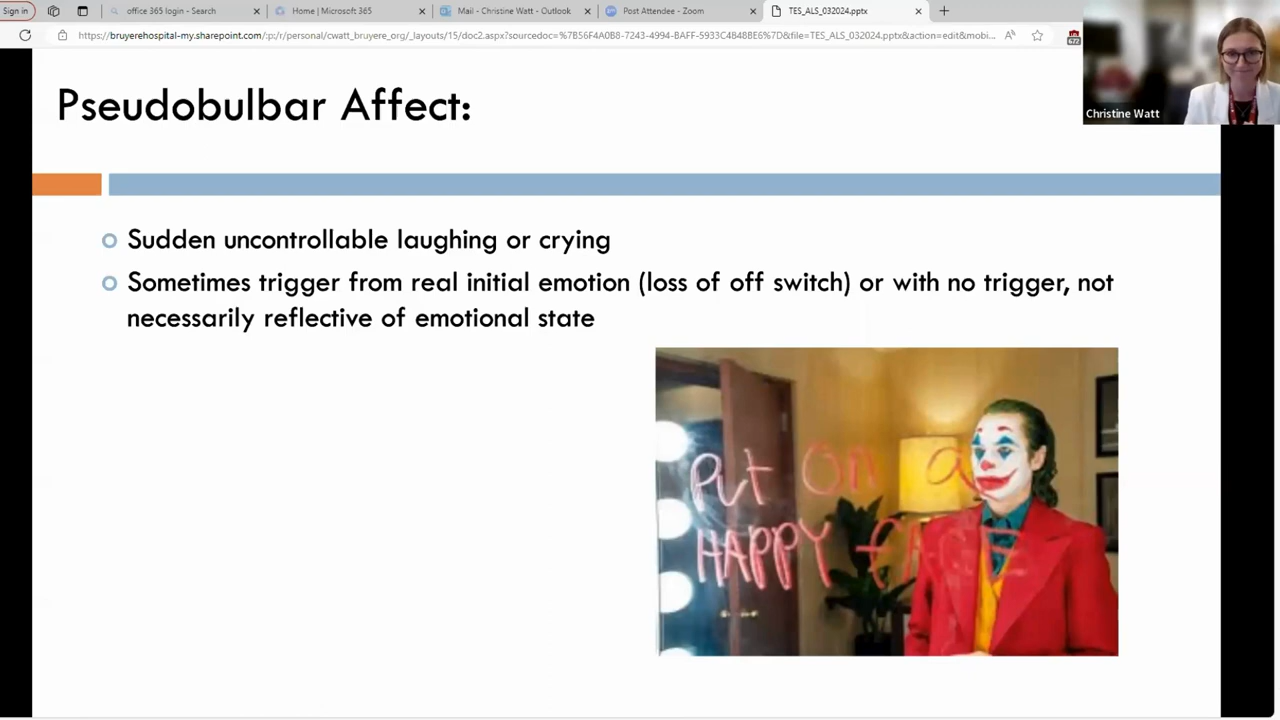 Sign in
office 365 login - Search
Home | Microsoft 365
Mail - Christine Watt - Outlook
Post Attendee - Zoom
TES_ALS_032024.pptx
https://bruyerehospital-my.sharepoint.com/:p:/r/personal/cwatt_bruyere_org/_layouts/15/doc2.aspx?sourcedoc=%7B56F4A0B8-7243-4994-BAFF-5933C4B48BE6%7D&file=TES_ALS_032024.pptx&action=edit&mobi...
Christine Watt
Pseudobulbar Affect:
Sudden uncontrollable laughing or crying
Sometimes trigger from real initial emotion (loss of off switch) or with no trigger, not
necessarily reflective of emotional state
Put On a
HAPPY fACE